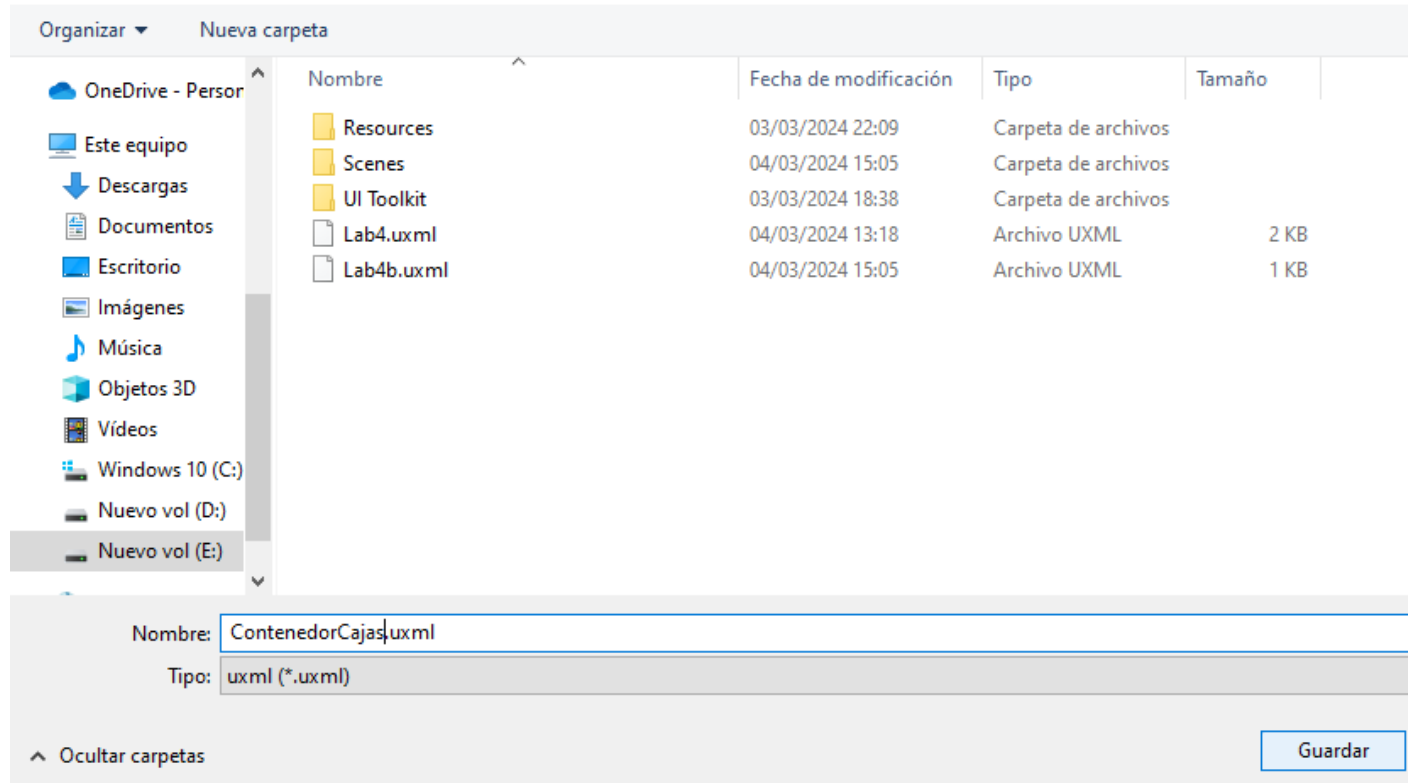 Organizar Nueva carpeta
OneDrive - Person
Este equipo
Descargas
Documentos
Escritorio
Imágenes
Música
Objetos 3D
Vídeos
Windows 10 (C:)
Nuevo vol (D:)
Nuevo vol (E:)
Nombre Fecha de modificación Tipo Tamaño
Resources 03/03/2024 22:09 Carpeta de archivos
Scenes 04/03/2024 15:05 Carpeta de archivos
UI Toolkit 03/03/2024 18:38 Carpeta de archivos
Lab4.uxml 04/03/2024 13:18 Archivo UXML 2 KB
Lab4b.uxml 04/03/2024 15:05 Archivo UXML 1 KB
Nombre: ContenedorCajas.uxml
Tipo: uxml (*.uxml)
Ocultar carpetas Guardar